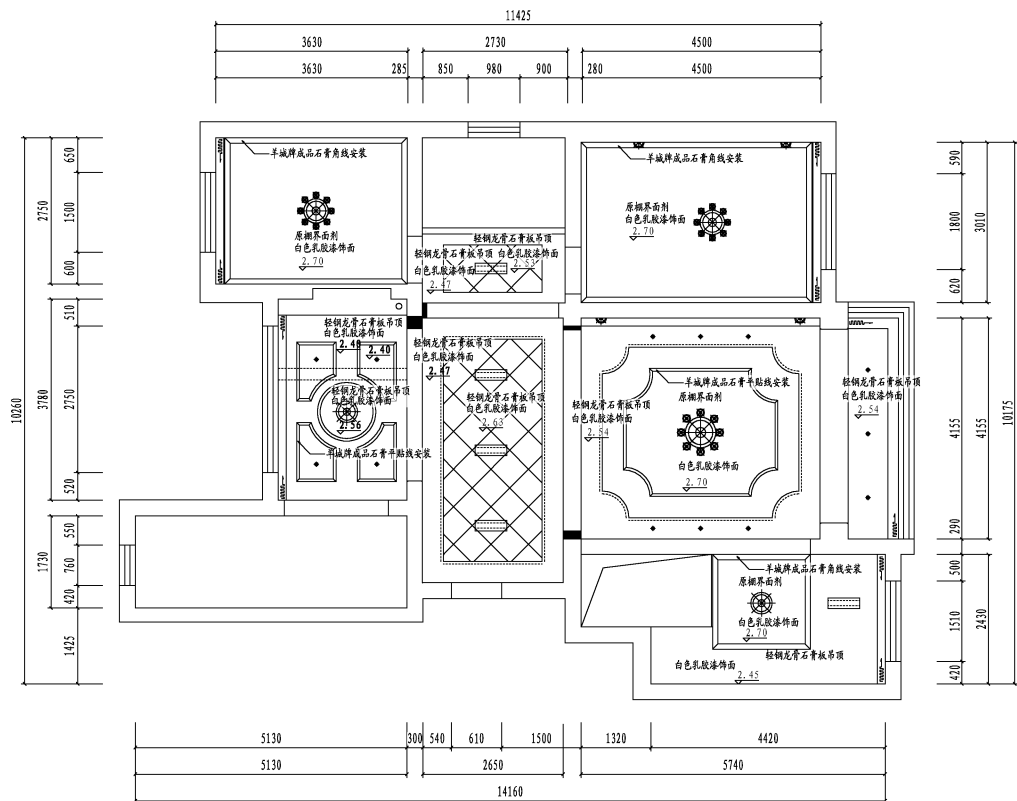 11425
3630
2730
4500
3630
285
850
980
900
280
4500
羊城牌成品石膏角线安装
羊城牌成品石膏角线安装
原棚界面剂
白色乳胶漆饰面
2.70
原棚界面剂
白色乳胶漆饰面
2.70
轻钢龙骨石膏板吊顶
轻钢龙骨石膏板吊顶
白色乳胶漆饰面
白色乳胶漆饰面
2.53
2.47
轻钢龙骨石膏板吊顶
白色乳胶漆饰面
2.48
2.40
轻钢龙骨石膏板吊顶
白色乳胶漆饰面
2.56
羊城牌成品石膏平贴线安装
轻钢龙骨石膏板吊顶
白色乳胶漆饰面
2.47
轻钢龙骨石膏板吊顶
白色乳胶漆饰面
2.63
轻钢龙骨石膏板吊顶
白色乳胶漆饰面
2.54
羊城牌成品石膏平贴线安装
原棚界面剂
白色乳胶漆饰面
2.70
轻钢龙骨石膏板吊顶
白色乳胶漆饰面
2.54
羊城牌成品石膏角线安装
原棚界面剂
白色乳胶漆饰面
2.70
轻钢龙骨石膏板吊顶
白色乳胶漆饰面
2.45
10260
2750
3780
1730
650
1500
600
510
2750
520
550
760
420
1425
590
1800
620
4155
290
500
1510
420
3010
4155
2430
10175
5130
300
540
610
1500
1320
4420
5130
2650
5740
14160